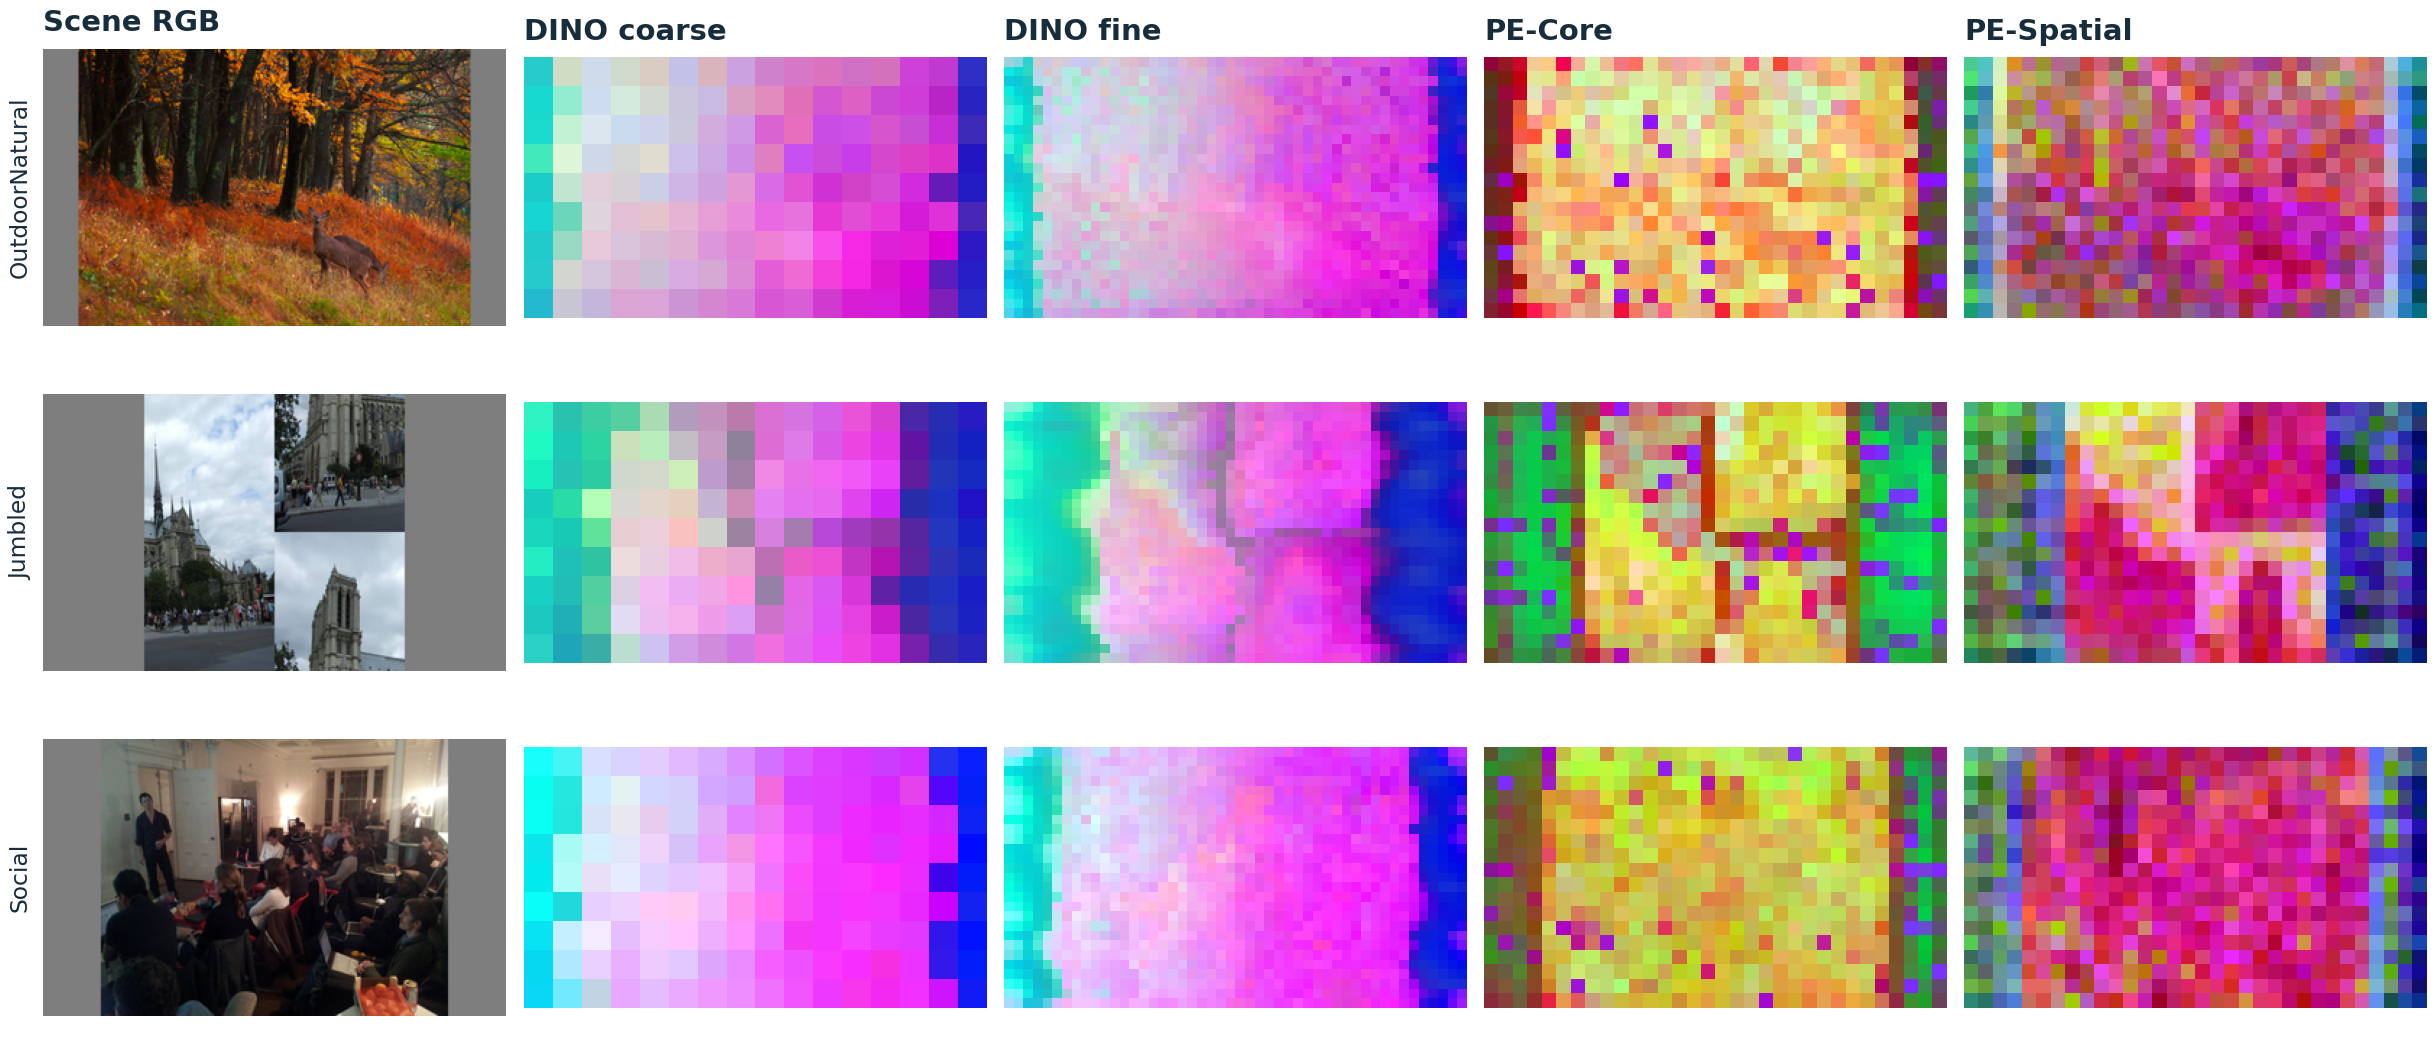 Scene RGB
DINO coarse
DINO fine
PE-Core
PE-Spatial
OutdoorNatural
Jumbled
Social